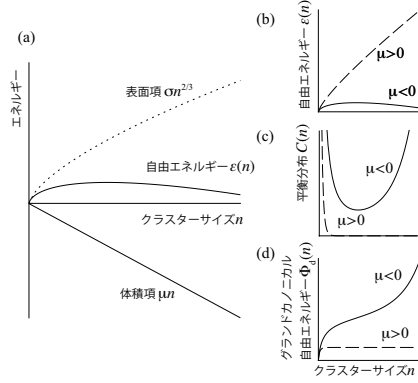 (a)
エネルギー
表面項 σn^{2/3}
自由エネルギー ε(n)
クラスターサイズn
体積項 μn
(b)
自由エネルギー ε(n)
μ>0
μ<0
(c)
平衡分布 C(n)
μ<0
μ>0
(d)
グランドカノニカル
自由エネルギーΦ_d(n)
μ<0
μ>0
クラスターサイズ n